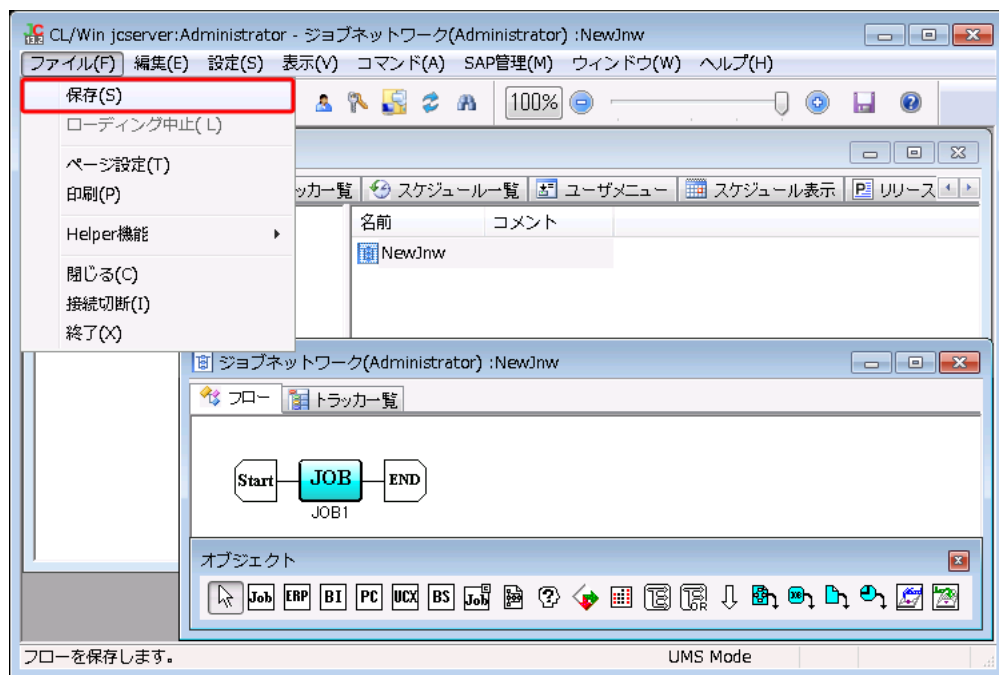 CL/Win jcserver:Administrator - ジョブネットワーク(Administrator) :NewJnw
ファイル(F) 編集(E) 設定(S) 表示(V) コマンド(A) SAP管理(M) ウィンドウ(W) ヘルプ(H)
保存(S)
100%
ローディング中止( L)
ページ設定(T)
印刷(P)
Helper機能
閉じる(C)
接続切断(I)
終了(X)
ッカー覧 スケジュール一覧 ユーザメニュー スケジュール表示 リリース
名前 コメント
NewJnw
ジョブネットワーク(Administrator) :NewJnw
フロー トラッカ一覧
Start JOB END
JOB1
オブジェクト
Job ERP BI PC UCX BS Job
フローを保存します。 UMS Mode